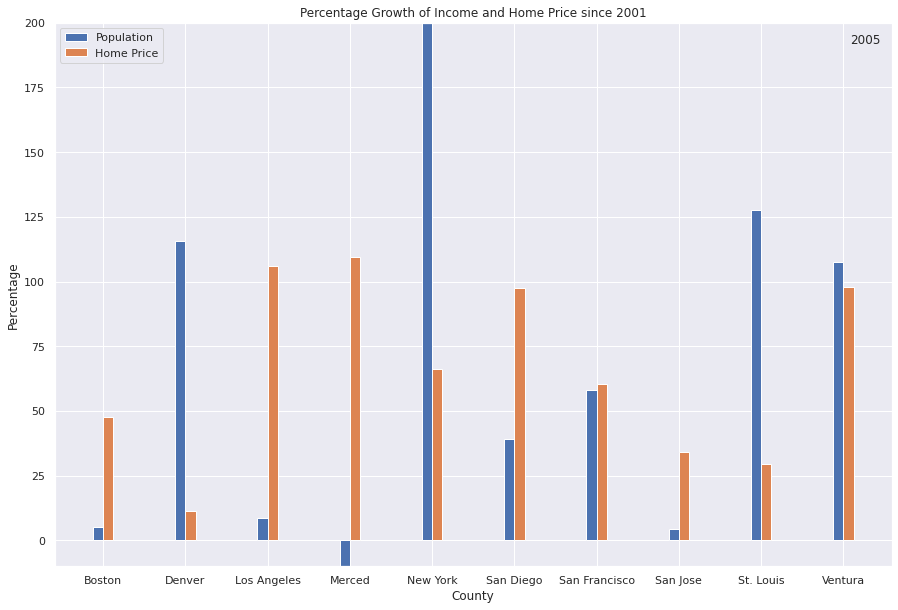 Percentage Growth of Income and Home Price since 2001
200
175
150
125
100
75
50
25
0
Percentage
Population
Home Price
2005
Boston Denver Los Angeles Merced New York San Diego San Francisco San Jose St. Louis Ventura
County